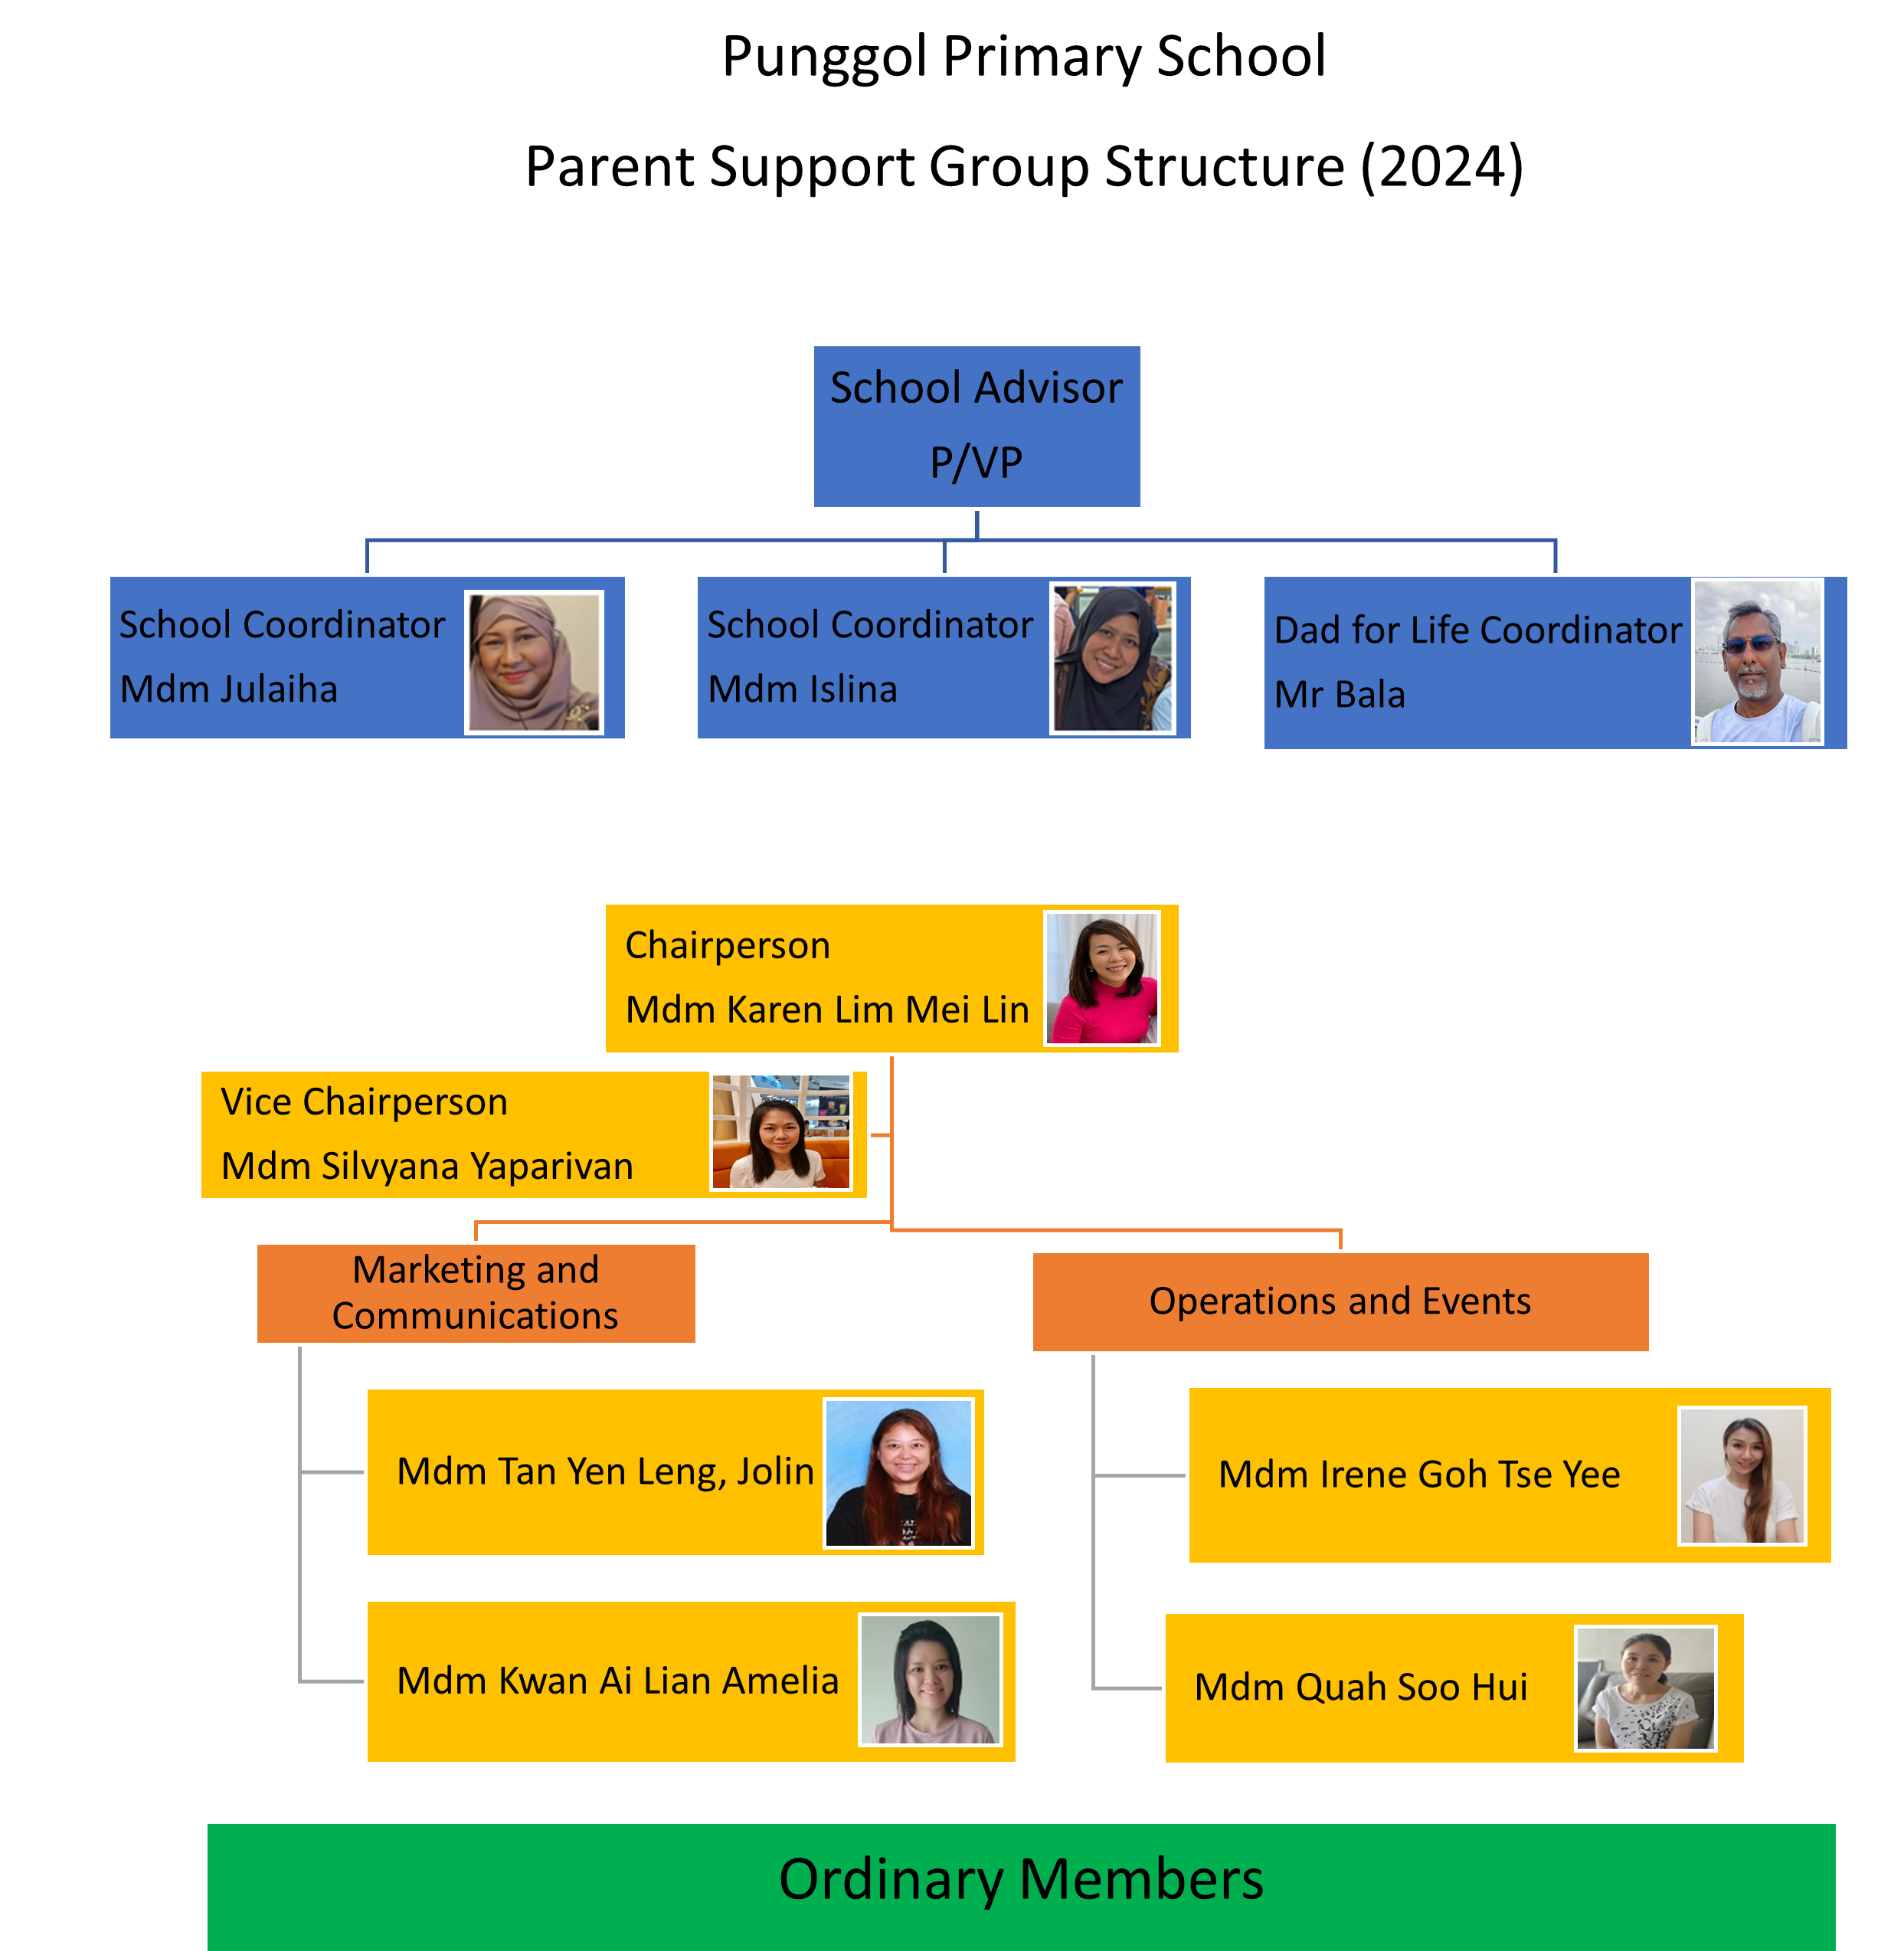 Punggol Primary School
Parent Support Group Structure (2024)
School Advisor
P/VP
School Coordinator
Mdm Julaiha
School Coordinator
Mdm Islina
Dad for Life Coordinator
Mr Bala
Chairperson
Mdm Karen Lim Mei Lin
Vice Chairperson
Mdm Silvyana Yaparivan
Marketing and
Communications
Operations and Events
Mdm Tan Yen Leng, Jolin
Mdm Irene Goh Tse Yee
Mdm Kwan Ai Lian Amelia
Mdm Quah Soo Hui
Ordinary Members